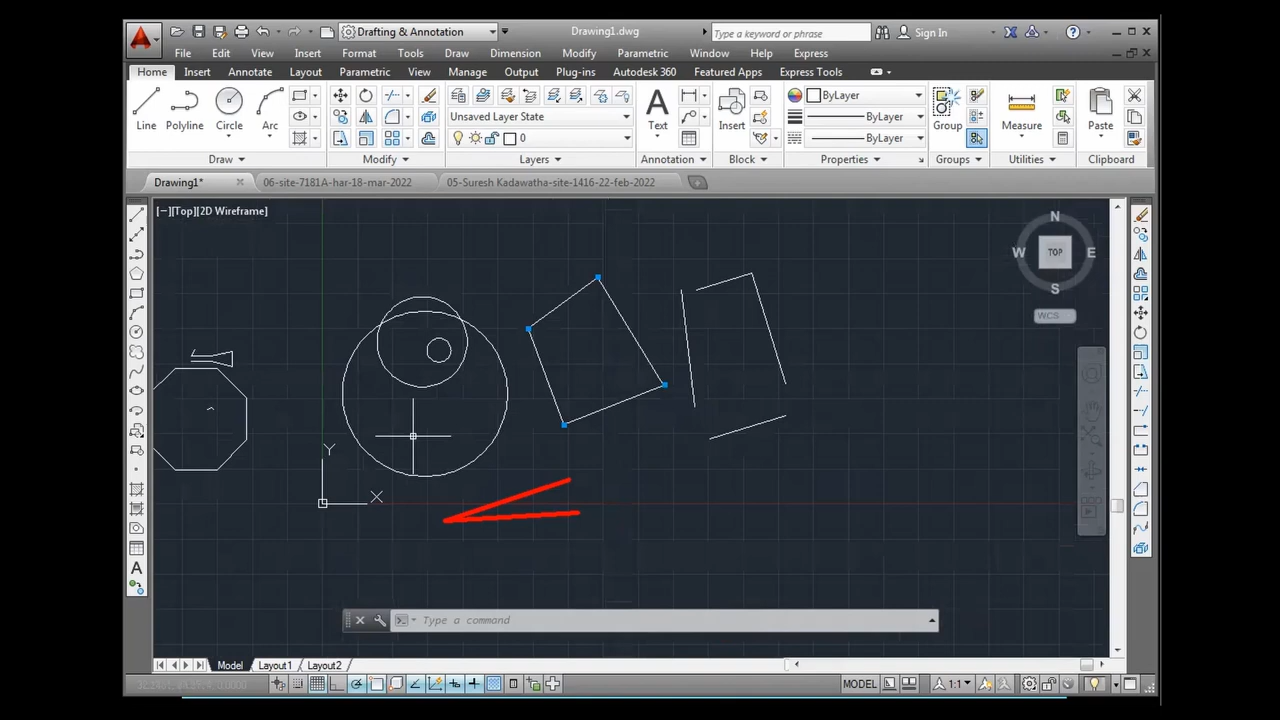 Drafting & Annotation
Drawing1.dwg
Type a keyword or phrase
Sign In
File Edit View Insert Format Tools Draw Dimension Modify Parametric Window Help Express
Home Insert Annotate Layout Parametric View Manage Output Plug-ins Autodesk 360 Featured Apps Express Tools
Line Polyline Circle Arc
Unsaved Layer State
0
A
Text
Insert
ByLayer
ByLayer
ByLayer
Group
Measure
Paste
Draw Modify Layers Annotation Block Properties Groups Utilities Clipboard
Drawing1* 06-site-7181A-har-18-mar-2022 05-Suresh Kadawatha-site-1416-22-feb-2022
[−][Top][2D Wireframe]
N
W TOP E
S
WCS
Y
X
A
Type a command
Model Layout1 Layout2
MODEL 1:1